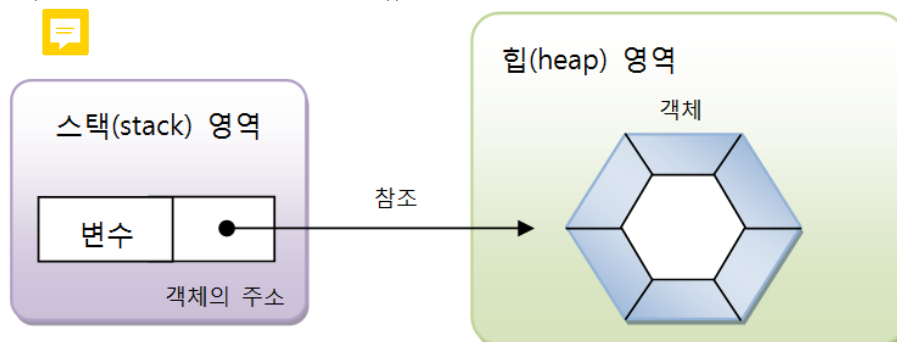 스택(stack) 영역
변수
객체의 주소
참조
힙(heap) 영역
객체